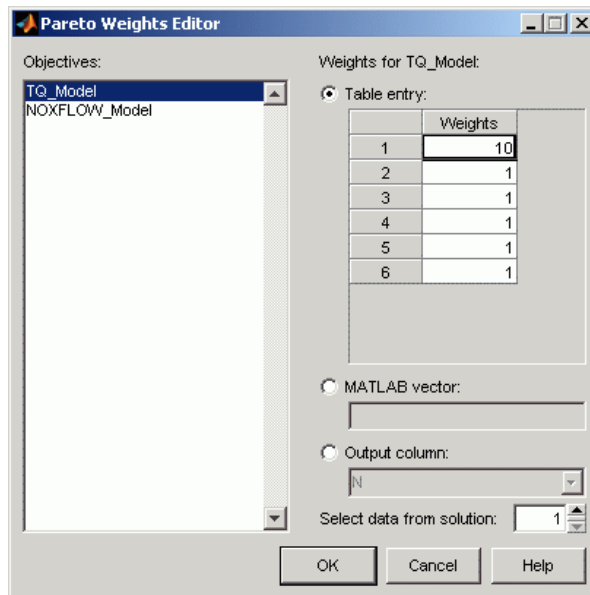 Pareto Weights Editor
Objectives:
TQ_Model
NOXFLOW_Model
Weights for TQ_Model:
Table entry:
Weights
1 10
2 1
3 1
4 1
5 1
6 1
MATLAB vector:
Output column:
N
Select data from solution: 1
OK Cancel Help